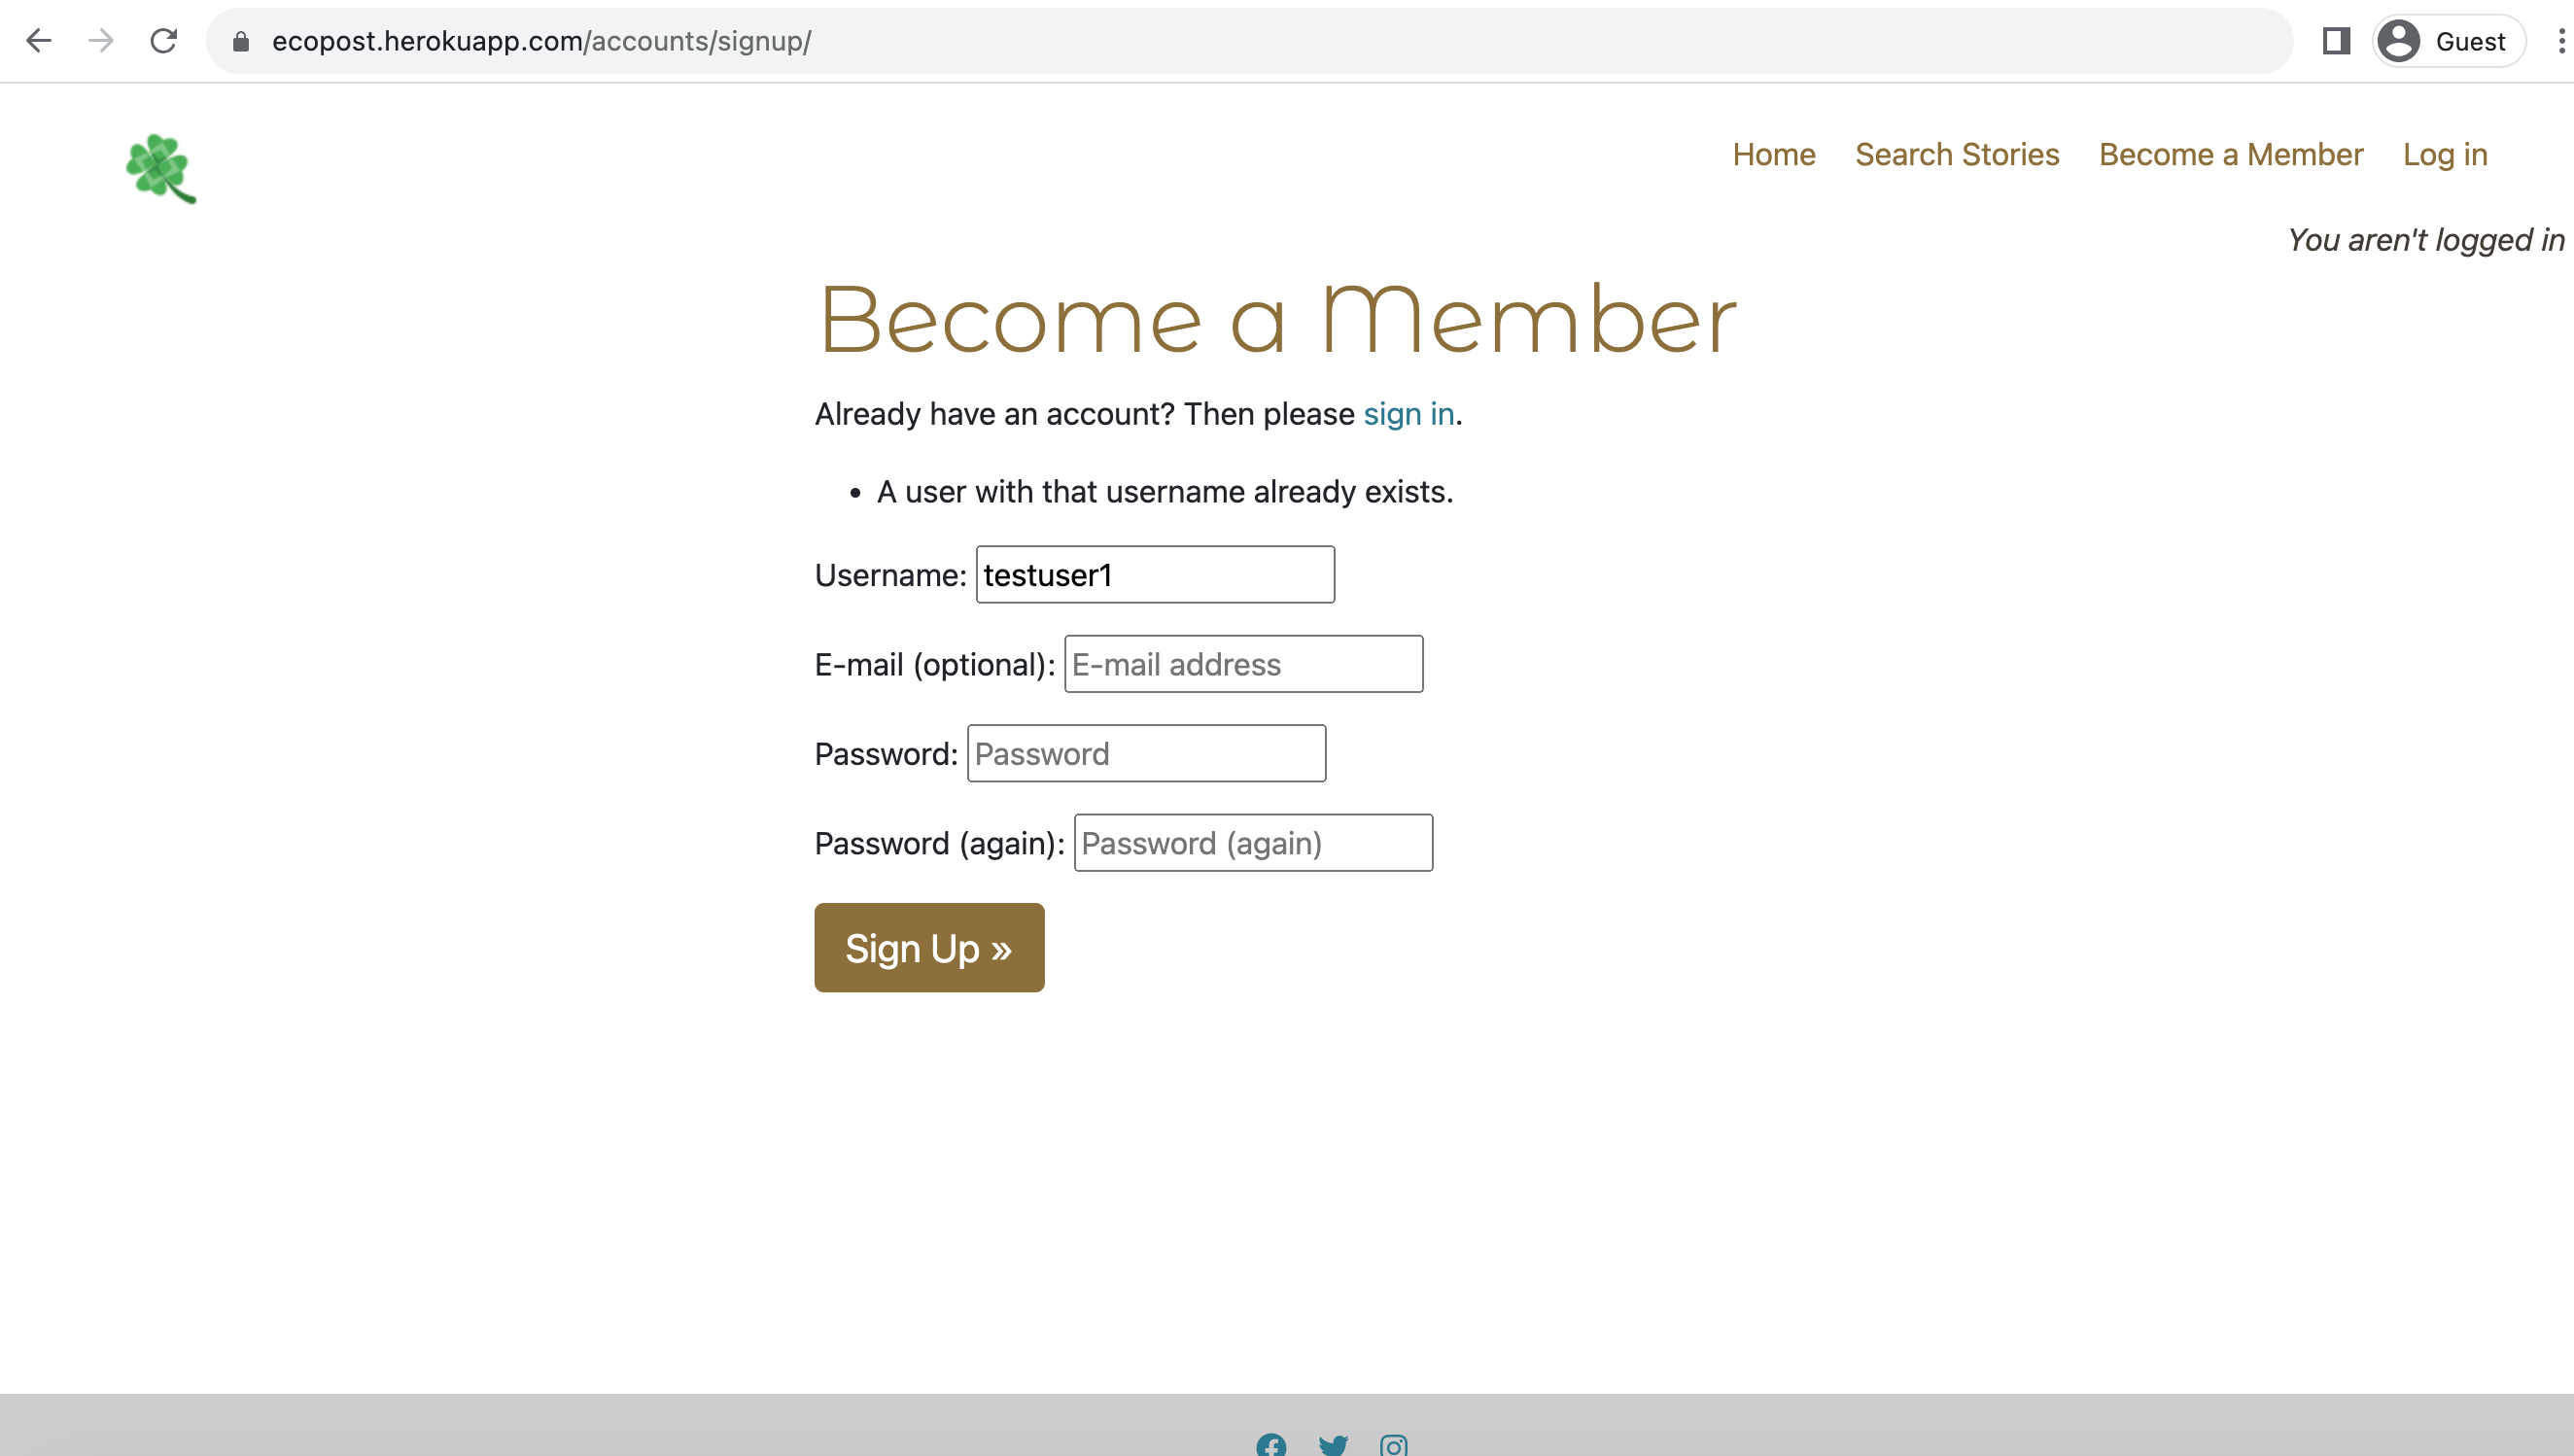 ecopost.herokuapp.com/accounts/signup/
Guest
Home Search Stories Become a Member Log in
You aren't logged in
Become a Member
Already have an account? Then please sign in.
• A user with that username already exists.
Username: testuser1
E-mail (optional): E-mail address
Password: Password
Password (again): Password (again)
Sign Up »